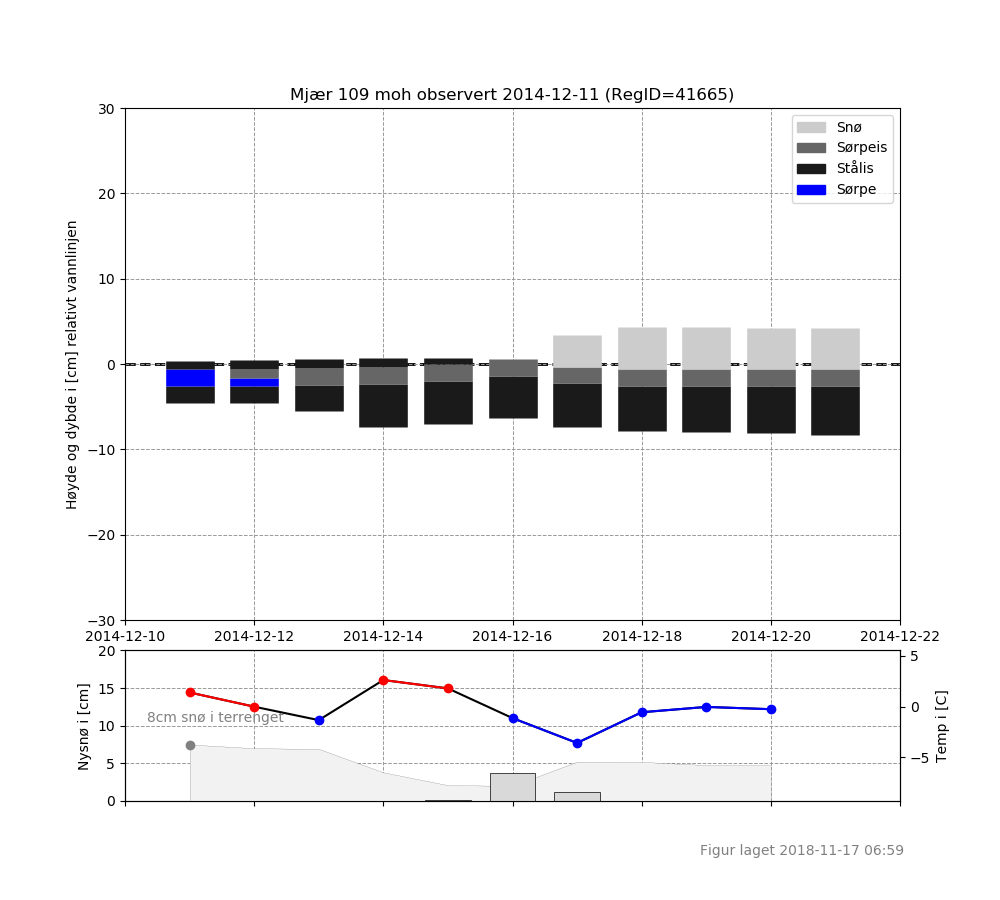 Mjær 109 moh observert 2014-12-11 (RegID=41665)
Høyde og dybde i [cm] relativt vannlinjen
30
20
10
0
−10
−20
−30
Snø
Sørpeis
Stålis
Sørpe
2014-12-10 2014-12-12 2014-12-14 2014-12-16 2014-12-18 2014-12-20 2014-12-22
Nysnø i [cm]
20
15
10
5
0
8cm snø i terrenget
5
0
−5
Temp i [C]
Figur laget 2018-11-17 06:59